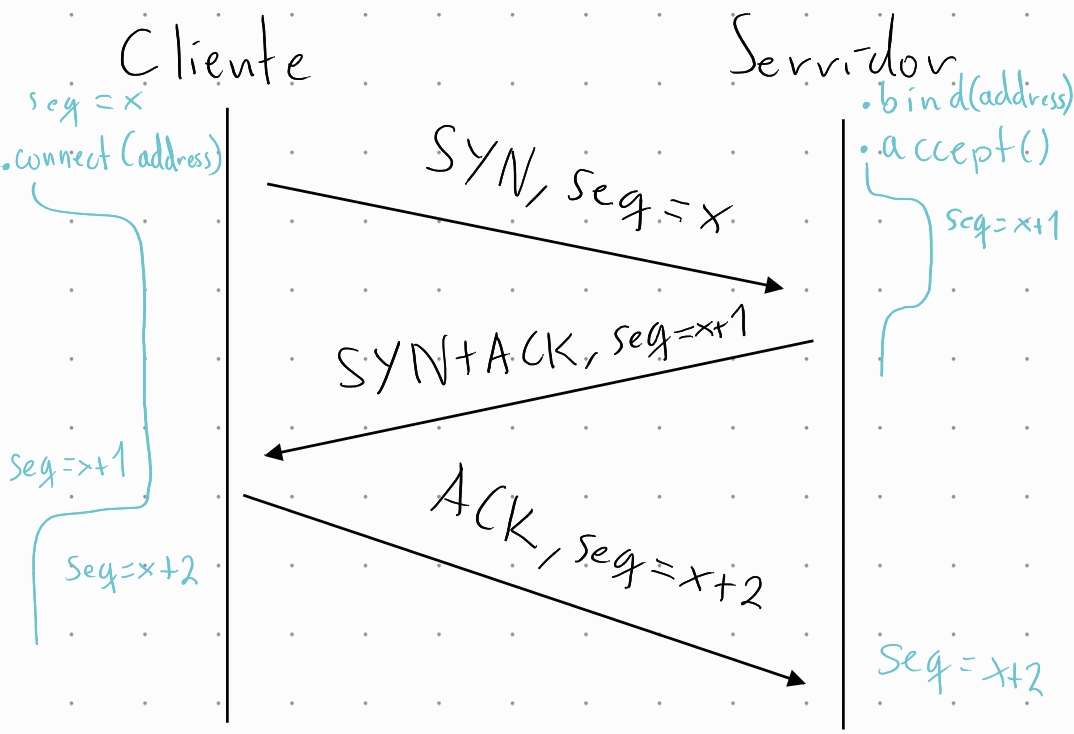 Cliente
Servidor
seq = x
.connect(address)
.bind(address)
.accept()
SYN, seq = x
seq=x+1
SYN+ACK, seq=x+1
seq=x+1
ACK, seq=x+2
seq=x+2
seq=x+2